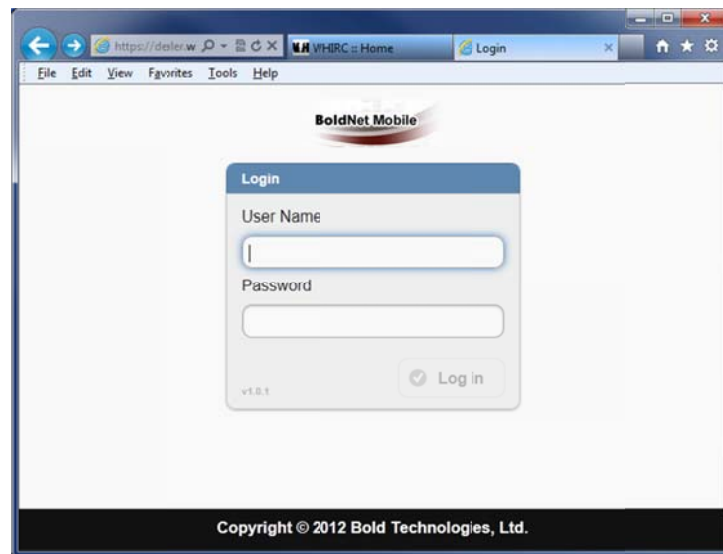 https://dealer.w
WHIRC :: Home
Login
File Edit View Favorites Tools Help
BoldNet Mobile
Login
User Name
Password
Log in
v1.0.1
Copyright © 2012 Bold Technologies, Ltd.